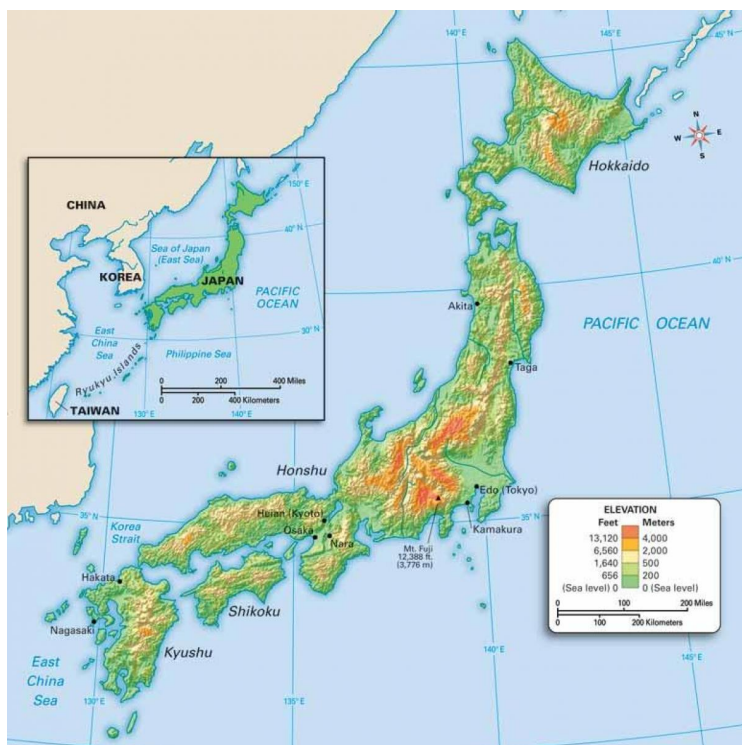 140° E
145° E
45° N
N
W E
S
Hokkaido
150° E
CHINA
40° N
Sea of Japan
(East Sea)
KOREA
JAPAN
PACIFIC
OCEAN
East
China
Sea
30° N
Ryukyu Islands
Philippine Sea
0 200 400 Miles
0 200 400 Kilometers
TAIWAN
130° E
140° E
40° N
Akita
PACIFIC OCEAN
Taga
Honshu
Edo (Tokyo)
Kamakura
Mt. Fuji
12,388 ft.
(3,776 m)
35° N
Korea
Strait
Heian (Kyoto)
Osaka
Nara
35° N
Hakata
Shikoku
Nagasaki
Kyushu
East
China
Sea
130° E
135° E
140° E
145° E
ELEVATION
Feet Meters
13,120 4,000
6,560 2,000
1,640 500
656 200
(Sea level) 0 0 (Sea level)
0 100 200 Miles
0 100 200 Kilometers